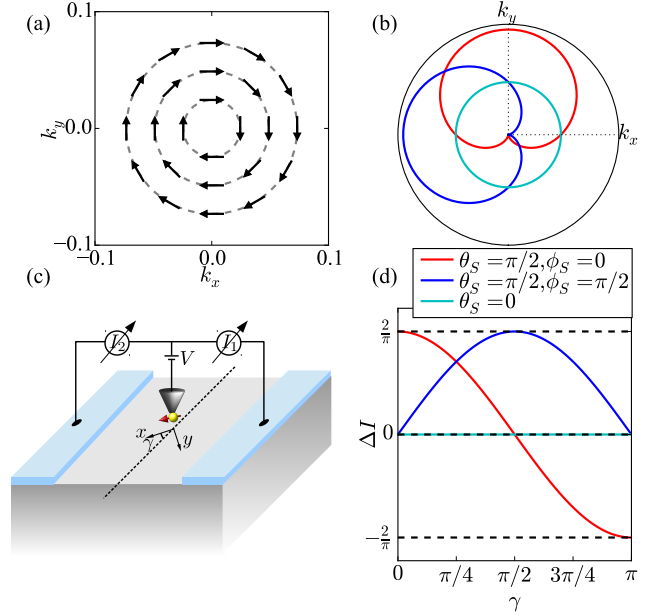 (a)
0.1
0.0
−0.1
−0.1
0.0
0.1
k_y
k_x
(b)
k_y
k_x
(c)
I_2
I_1
V
x
γ
y
θ_S = π/2, ϕ_S = 0
θ_S = π/2, ϕ_S = π/2
θ_S = 0
(d)
2/π
0
−2/π
ΔI
0
π/4
π/2
3π/4
π
γ